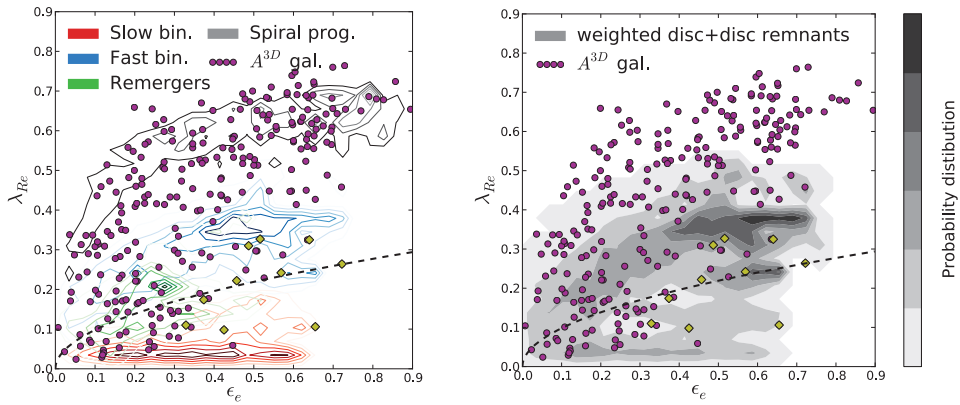 Slow bin.
Fast bin.
Remergers
Spiral prog.
A³ᴰ gal.
0.9
0.8
0.7
0.6
0.5
0.4
0.3
0.2
0.1
0.0
λ_Re
0.0 0.1 0.2 0.3 0.4 0.5 0.6 0.7 0.8 0.9
ϵ_e
weighted disc+disc remnants
A³ᴰ gal.
0.9
0.8
0.7
0.6
0.5
0.4
0.3
0.2
0.1
0.0
λ_Re
0.0 0.1 0.2 0.3 0.4 0.5 0.6 0.7 0.8 0.9
ϵ_e
Probability distibution